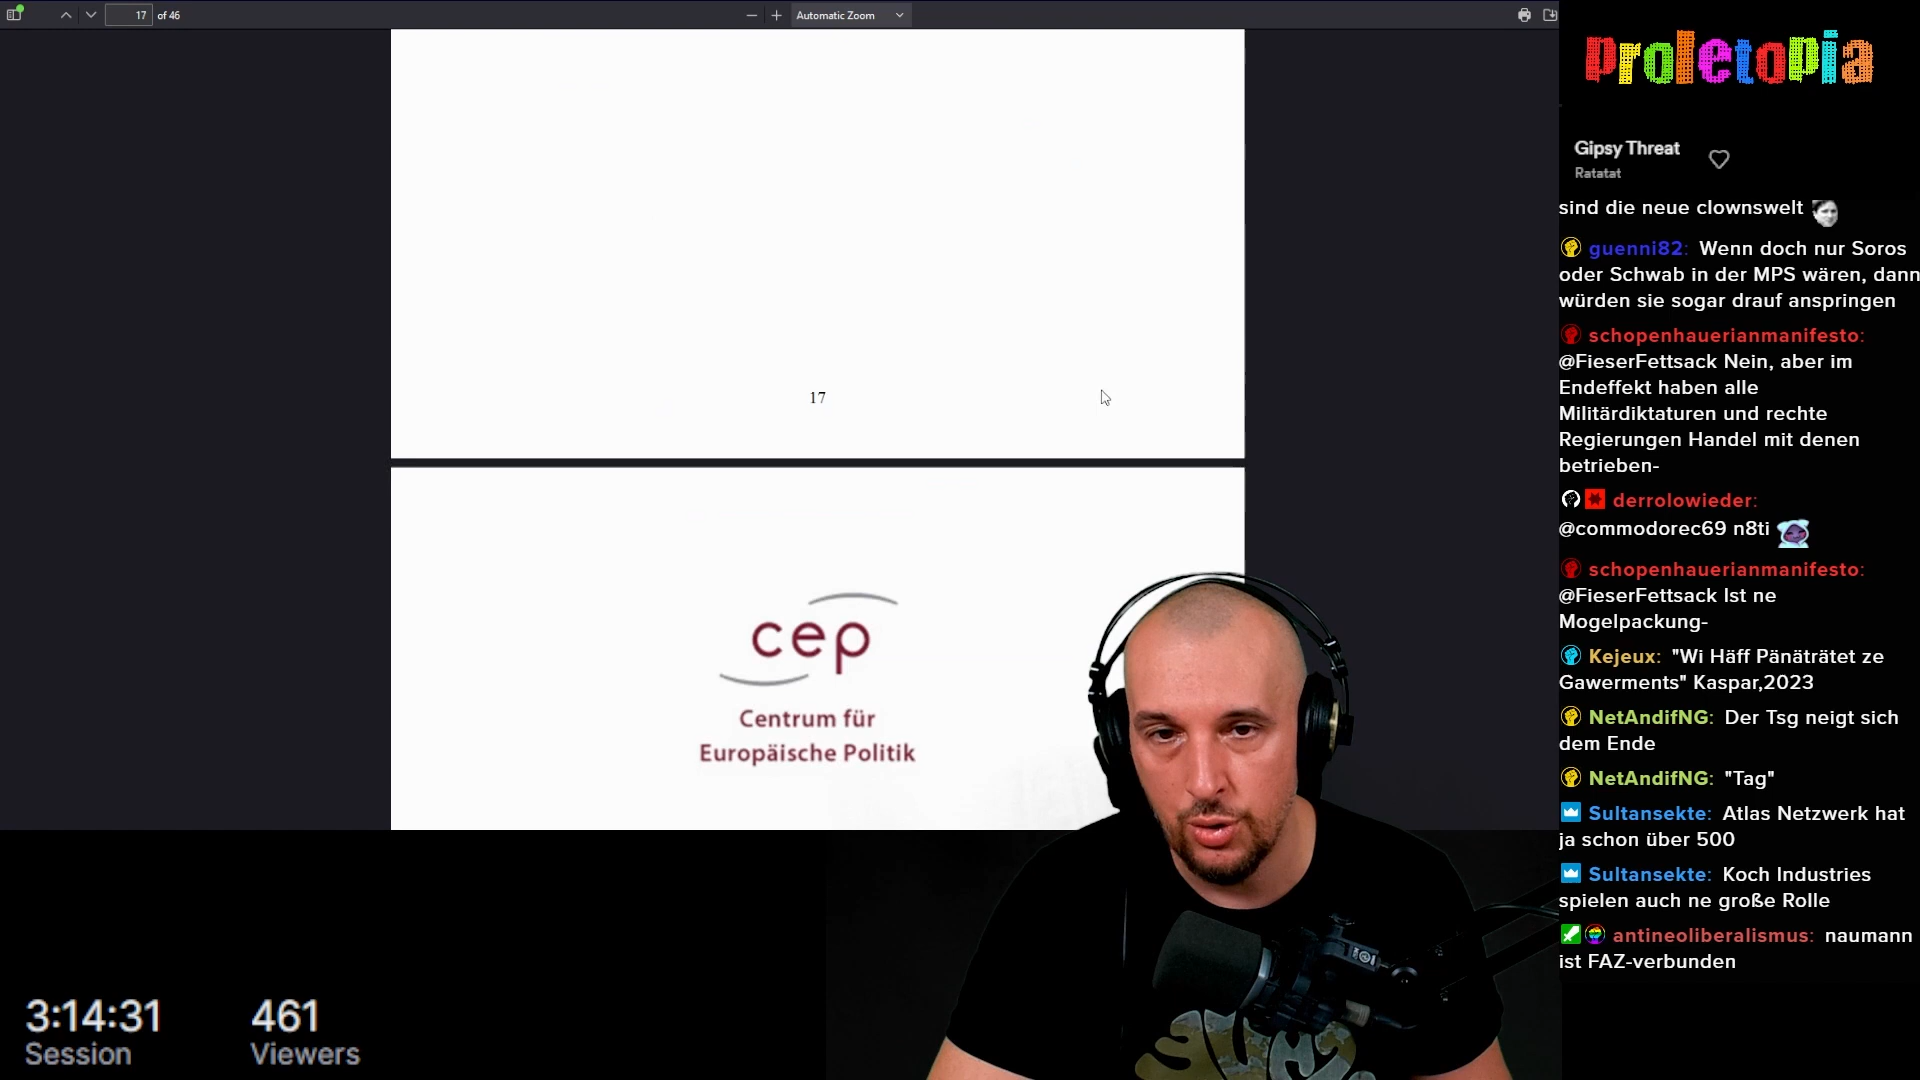 17 of 46
Automatic Zoom
proletopia
Gipsy Threat
Ratatat
17
cep
Centrum für
Europäische Politik
sind die neue clownswelt
guenni82: Wenn doch nur Soros
oder Schwab in der MPS wären, dann
würden sie sogar drauf anspringen
schopenhauerianmanifesto:
@FieserFettsack Nein, aber im
Endeffekt haben alle
Militärdiktaturen und rechte
Regierungen Handel mit denen
betrieben-
derrolowieder:
@commodorec69 n8ti
schopenhauerianmanifesto:
@FieserFettsack Ist ne
Mogelpackung-
Kejeux: "Wi Häff Pänäträtet ze
Gawerments" Kaspar,2023
NetAndifNG: Der Tsg neigt sich
dem Ende
NetAndifNG: "Tag"
Sultansekte: Atlas Netzwerk hat
ja schon über 500
Sultansekte: Koch Industries
spielen auch ne große Rolle
antineoliberalismus: naumann
ist FAZ-verbunden
3:14:31
Session
461
Viewers